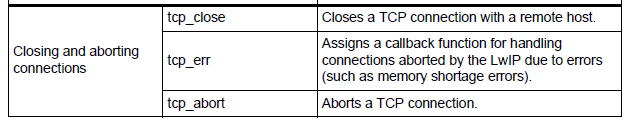 tcp_close
Closes a TCP connection with a remote host.
Closing and aborting
connections
tcp_err
Assigns a callback function for handling
connections aborted by the LwIP due to errors
(such as memory shortage errors).
tcp_abort
Aborts a TCP connection.